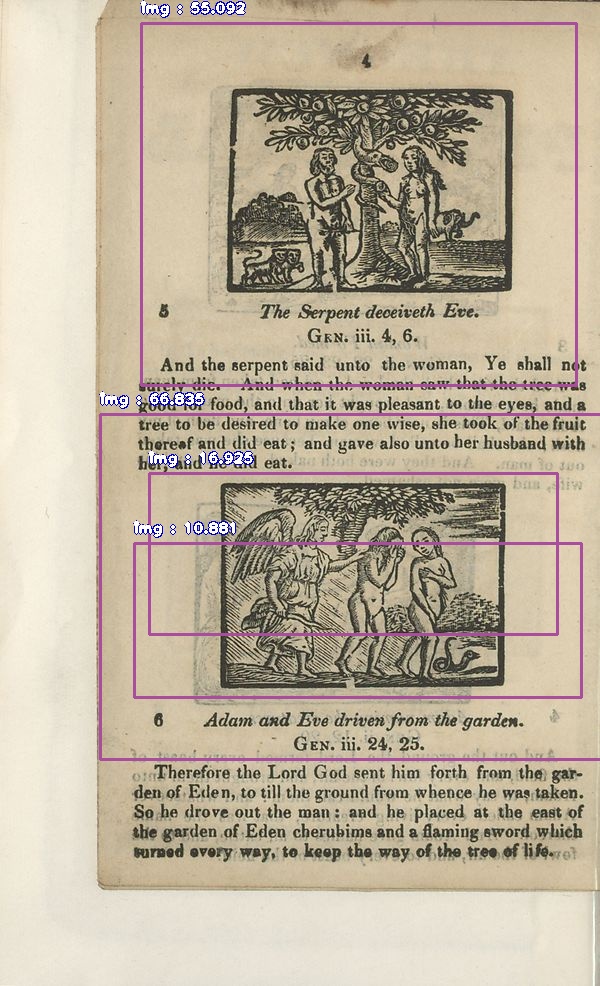 Img : 55.092
4
5 The Serpent deceiveth Eve.
GEN. iii. 4, 6.
And the serpent said unto the woman, Ye shall not
surely die. And when the woman saw that the tree was
good for food, and that it was pleasant to the eyes, and a
Img : 66.835
tree to be desired to make one wise, she took of the fruit
thereof and did eat; and gave also unto her husband with
her, and he did eat.
Img : 16.925
Img : 10.881
6 Adam and Eve driven from the garden.
GEN. iii. 24, 25.
Therefore the Lord God sent him forth from the gar-
den of Eden, to till the ground from whence he was taken.
So he drove out the man: and he placed at the east of
the garden of Eden cherubims and a flaming sword which
turned every way, to keep the way of the tree of life.